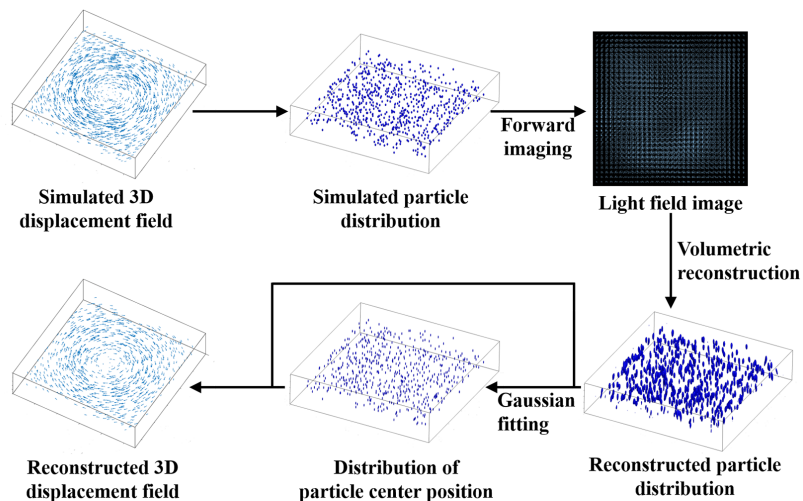 Simulated 3D
displacement field
Simulated particle
distribution
Forward
imaging
Light field image
Volumetric
reconstruction
Reconstructed 3D
displacement field
Distribution of
particle center position
Gaussian
fitting
Reconstructed particle
distribution